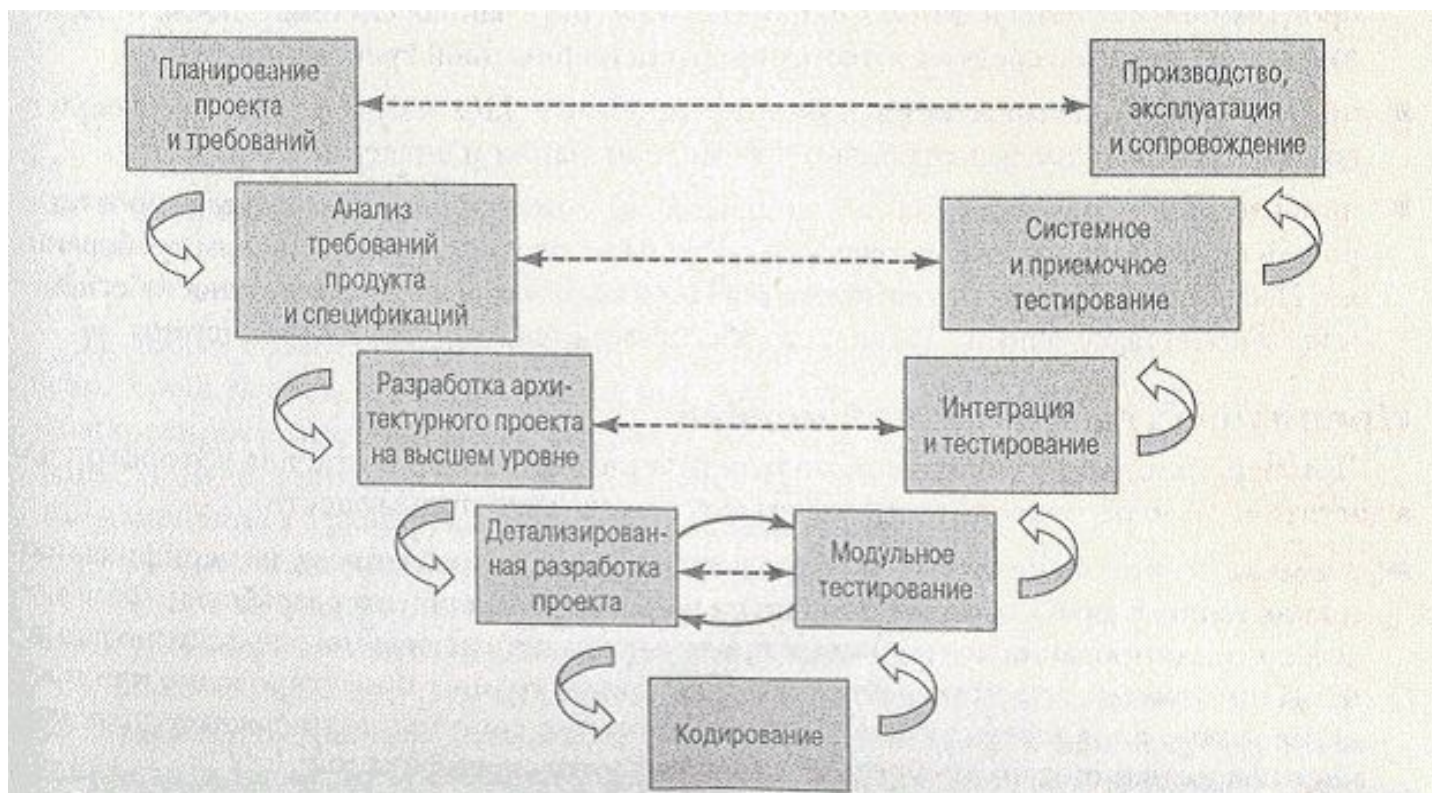 Планирование
проекта
и требований
Производство,
эксплуатация
и сопровождение
Анализ
требований
продукта
и спецификаций
Системное
и приемочное
тестирование
Разработка архи-
тектурного проекта
на высшем уровне
Интеграция
и тестирование
Детализирован-
ная разработка
проекта
Модульное
тестирование
Кодирование